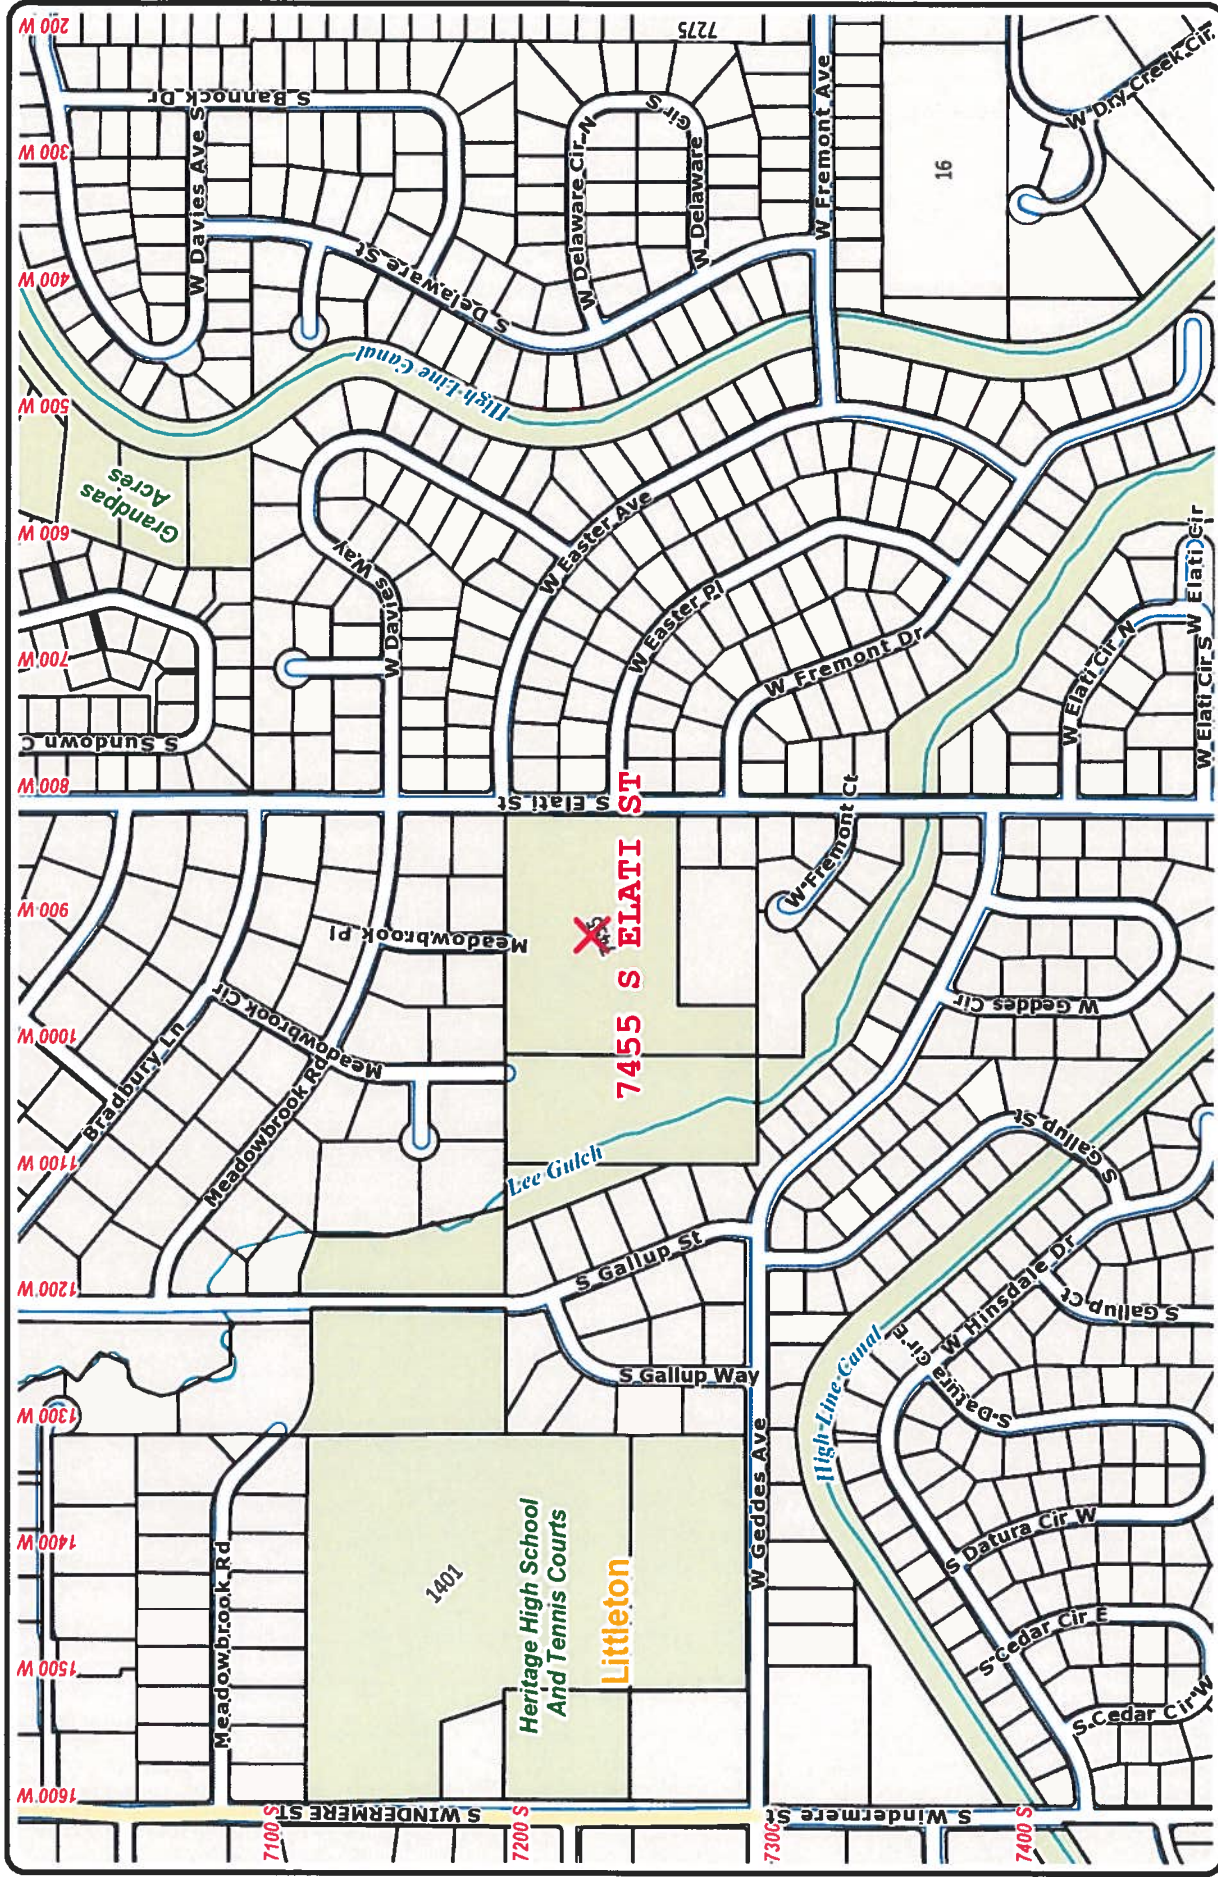 200 W
300 W
400 W
500 W
600 W
700 W
800 W
900 W
1000 W
1100 W
1200 W
1300 W
1400 W
1500 W
1600 W
7275
S Bannock Dr
W Davies Ave S
S Delaware St
W Delaware Cir N
Cir S
W Delaware
W Fremont Ave
16
W Dry Creek Cir
High Line Canal
Grandpas
Acres
W Davies Way
W Davies
W Easter Ave
W Easter Pl
W Fremont Dr
W Elati Cir
W Elati Cir N
W Elati Cir S
S Sundown C
S Elati St
S Elati St
W Fremont Ct
7455 S ELATI ST
Meadowbrook Pl
Meadowbrook Cir
Bradbury Ln
Meadowbrook Rd
W Geddes Cir
Lee Gulch
S Gallup St
S Gallup St
S Gallup Way
W Hinsdale Dr
S Gallup Ct
S Gallup S
High Line Canal
S Datura Cir E
S Datura Cir W
S Cedar Cir E
S Cedar Cir W
W Geddes Ave
Meadowbrook Rd
1401
Heritage High School
And Tennis Courts
Littleton
S WINDERMERE ST
S Windermere St
7100 S
7200 S
7300
7400 S